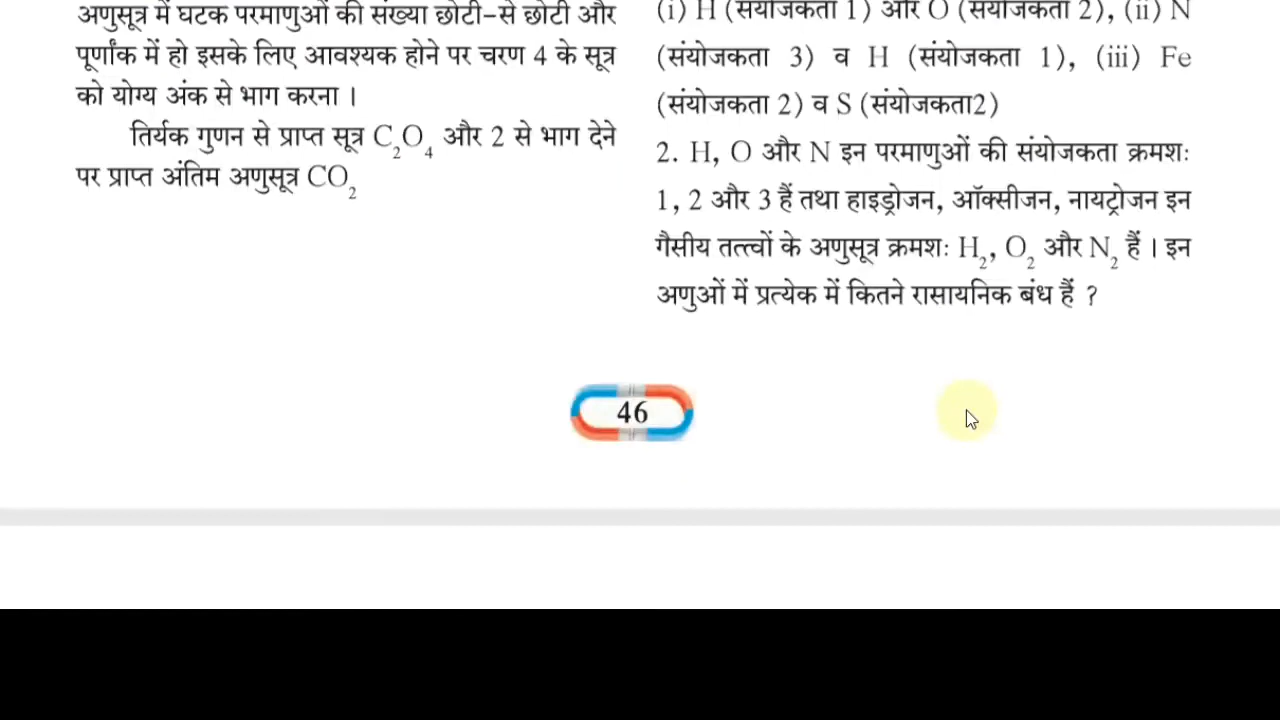 अणुसूत्र में घटक परमाणुओं की संख्या छोटी-से छोटी और
पूर्णांक में हो इसके लिए आवश्यक होने पर चरण 4 के सूत्र
को योग्य अंक से भाग करना ।
तिर्यक गुणन से प्राप्त सूत्र C₂O₄ और 2 से भाग देने
पर प्राप्त अंतिम अणुसूत्र CO₂
(i) H (संयोजकता 1) और O (संयोजकता 2), (ii) N
(संयोजकता 3) व H (संयोजकता 1), (iii) Fe
(संयोजकता 2) व S (संयोजकता2)
2. H, O और N इन परमाणुओं की संयोजकता क्रमशः
1, 2 और 3 हैं तथा हाइड्रोजन, ऑक्सीजन, नायट्रोजन इन
गैसीय तत्त्वों के अणुसूत्र क्रमशः H₂, O₂ और N₂ हैं । इन
अणुओं में प्रत्येक में कितने रासायनिक बंध हैं ?
46